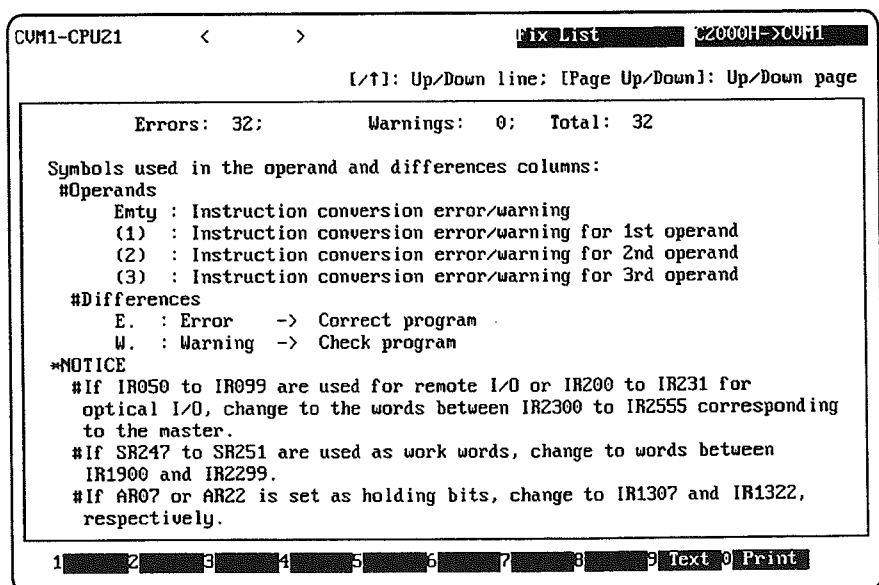 CVM1-CPU21 < > Fix List C2000H->CVM1
[/↑]: Up/Down line; [Page Up/Down]: Up/Down page
Errors: 32; Warnings: 0; Total: 32
Symbols used in the operand and differences columns:
#Operands
Emty : Instruction conversion error/warning
(1) : Instruction conversion error/warning for 1st operand
(2) : Instruction conversion error/warning for 2nd operand
(3) : Instruction conversion error/warning for 3rd operand
#Differences
E. : Error -> Correct program
W. : Warning -> Check program
*NOTICE
#If IR050 to IR099 are used for remote I/O or IR200 to IR231 for
optical I/O, change to the words between IR2300 to IR2555 corresponding
to the master.
#If SR247 to SR251 are used as work words, change to words between
IR1900 and IR2299.
#If AR07 or AR22 is set as holding bits, change to IR1307 and IR1322,
respectively.
1 2 3 4 5 6 7 8 9 Text 0 Print